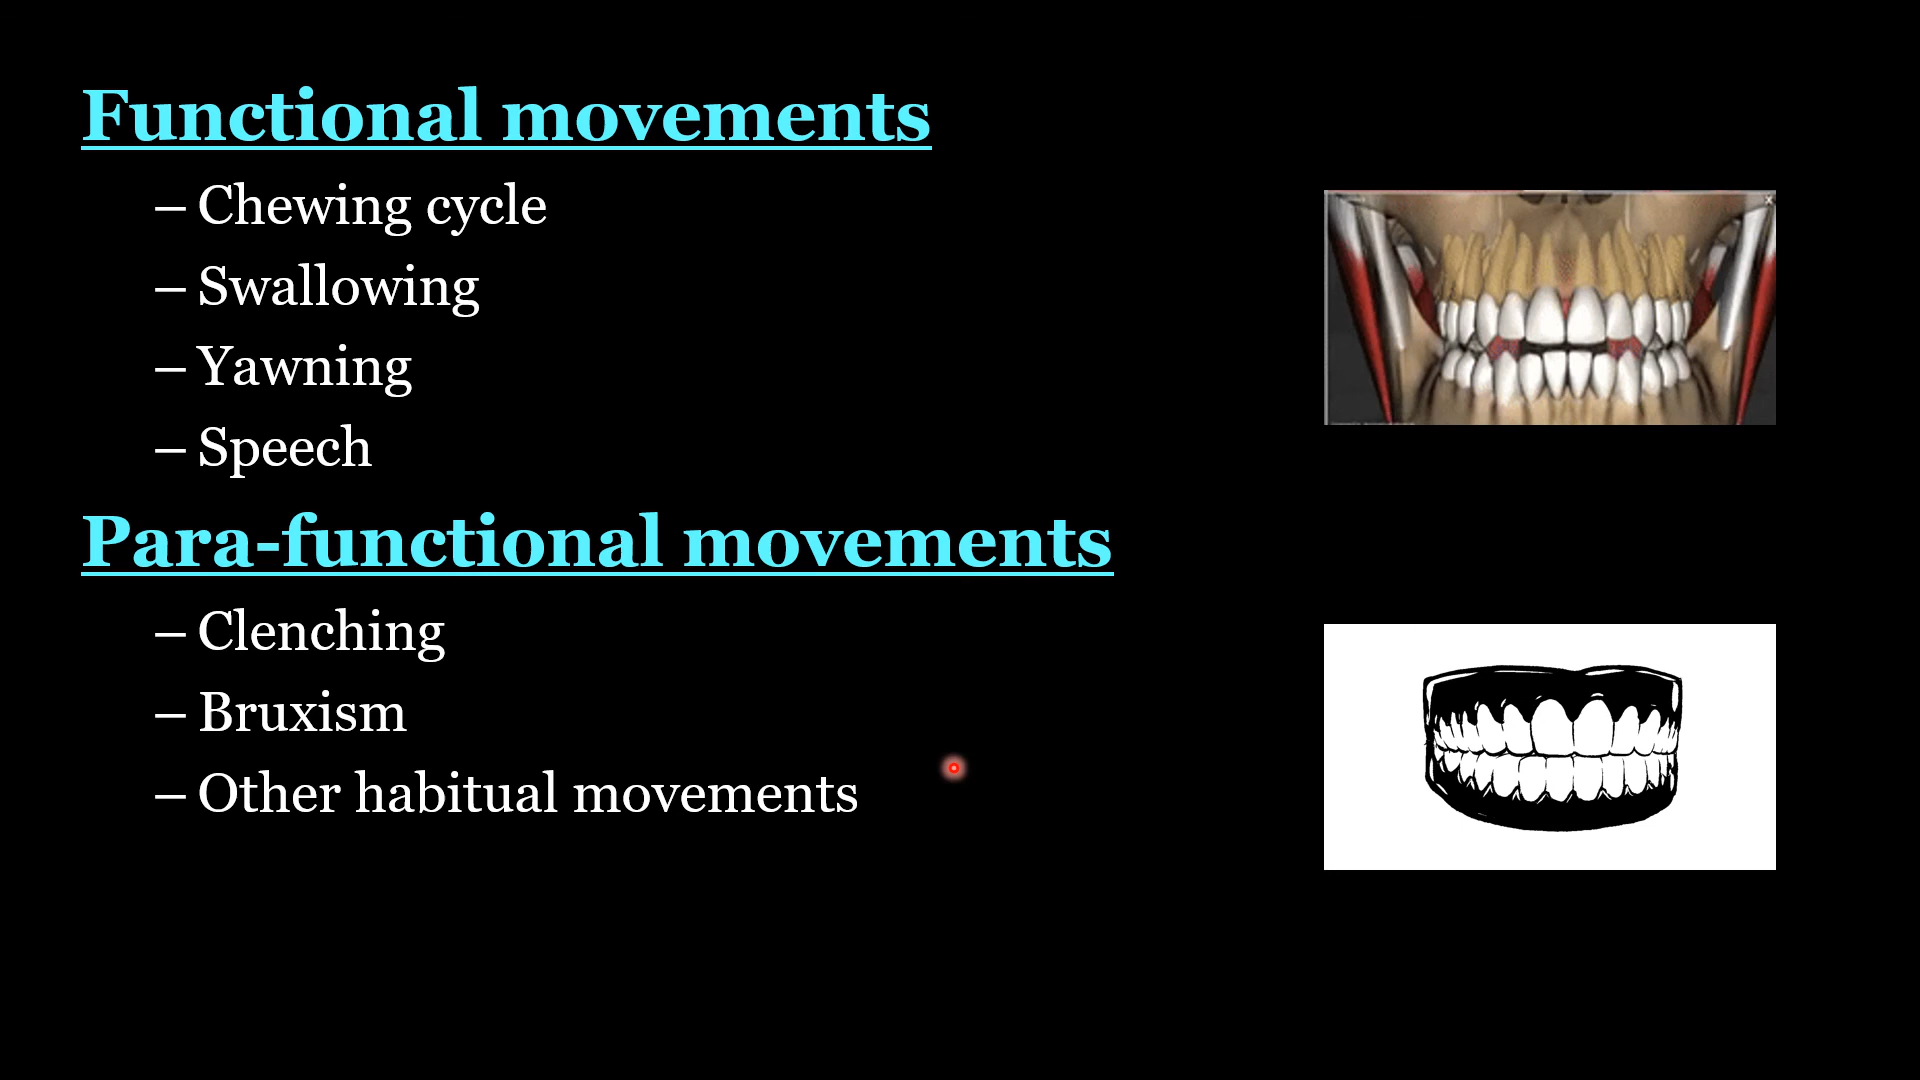 Functional movements
– Chewing cycle
– Swallowing
– Yawning
– Speech
Para-functional movements
– Clenching
– Bruxism
– Other habitual movements